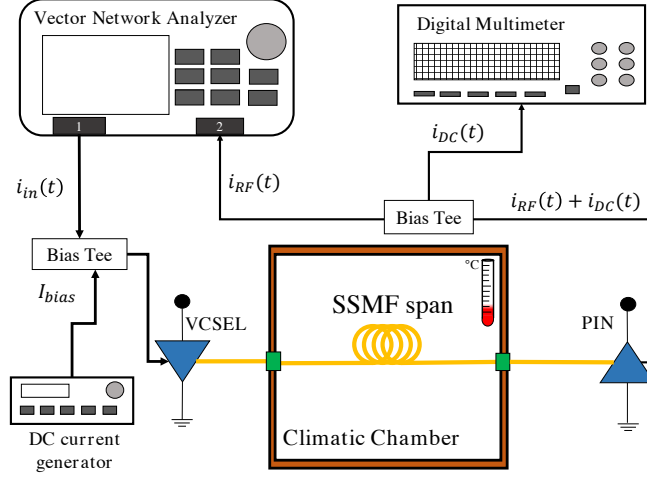 Vector Network Analyzer
Digital Multimeter
1
2
i_{DC}(t)
i_{in}(t)
i_{RF}(t)
i_{RF}(t) + i_{DC}(t)
Bias Tee
Bias Tee
°C
I_{bias}
SSMF span
VCSEL
PIN
Climatic Chamber
DC current
generator